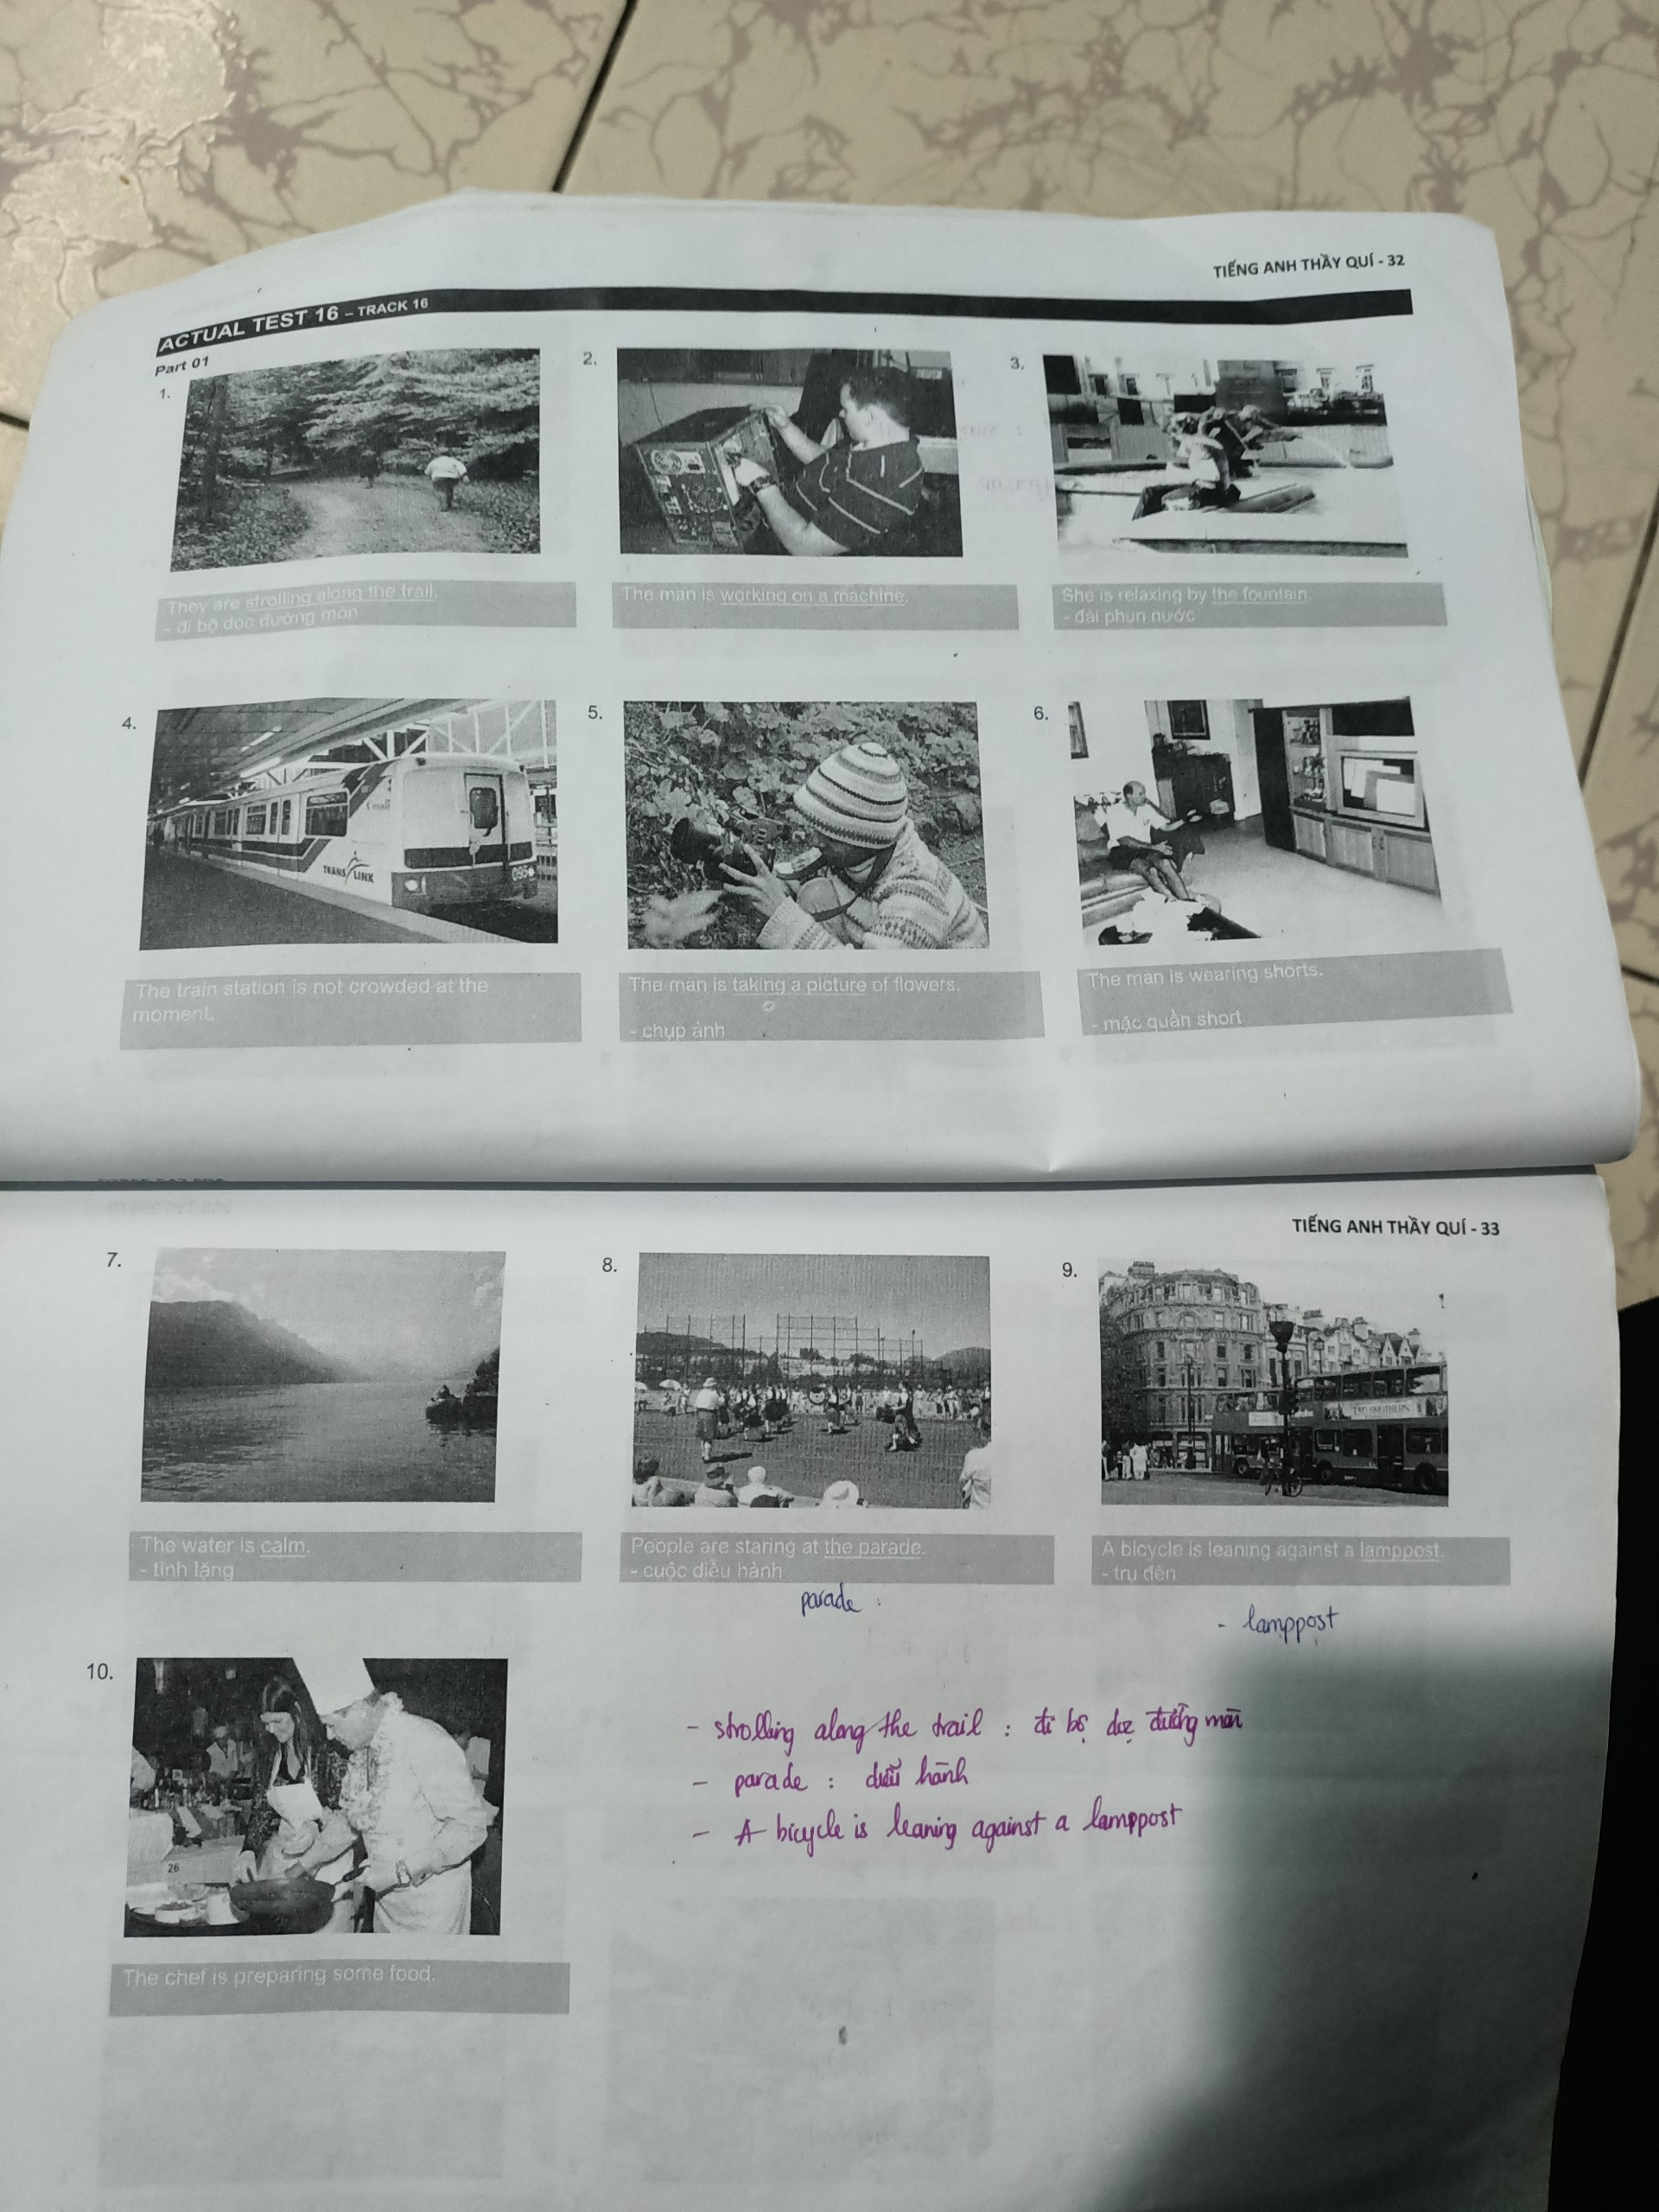 TIẾNG ANH THẦY QUÍ - 32
ACTUAL TEST 16 – TRACK 16
Part 01
1.
2.
3.
They are strolling along the trail.
- đi bộ dọc đường mòn
The man is working on a machine.
She is relaxing by the fountain.
- đài phun nước
4.
TRANS LINK
095
5.
6.
The train station is not crowded at the
moment.
The man is taking a picture of flowers.
- chụp ảnh
The man is wearing shorts.
- mặc quần short
TIẾNG ANH THẦY QUÍ - 33
7.
8.
9.
The water is calm.
- tĩnh lặng
People are staring at the parade.
- cuộc diễu hành
A bicycle is leaning against a lamppost.
- trụ đèn
parade :
- lamppost
10.
26
- strolling along the trail : đi bộ dọc đường mòn
- parade : diễu hành
- A bicycle is leaning against a lamppost
The chef is preparing some food.